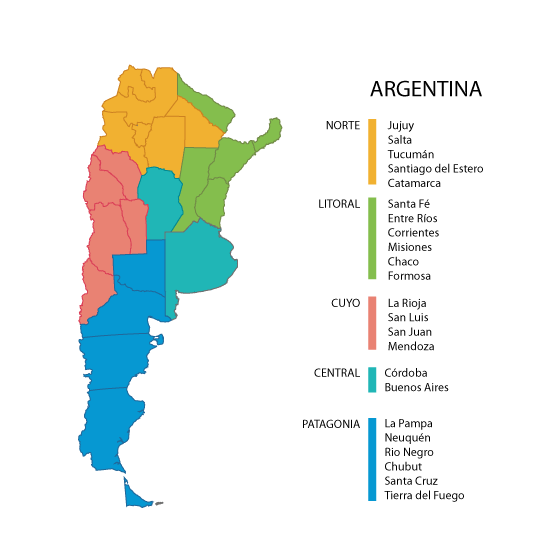 ARGENTINA
NORTE
Jujuy
Salta
Tucumán
Santiago del Estero
Catamarca
LITORAL
Santa Fé
Entre Ríos
Corrientes
Misiones
Chaco
Formosa
CUYO
La Rioja
San Luis
San Juan
Mendoza
CENTRAL
Córdoba
Buenos Aires
PATAGONIA
La Pampa
Neuquén
Rio Negro
Chubut
Santa Cruz
Tierra del Fuego